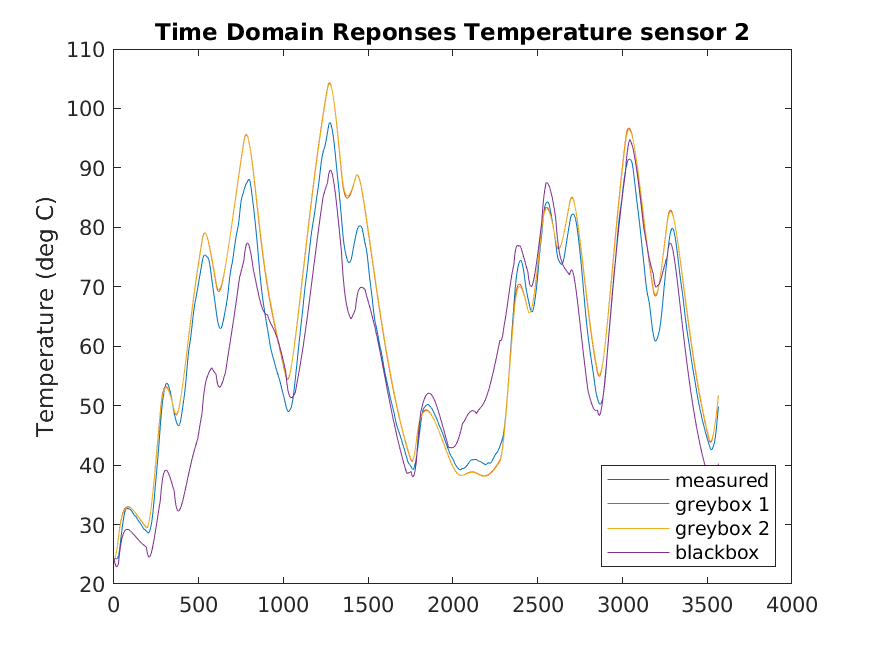 Time Domain Reponses Temperature sensor 2
110
100
90
80
70
60
50
40
30
20
Temperature (deg C)
0 500 1000 1500 2000 2500 3000 3500 4000
measured
greybox 1
greybox 2
blackbox